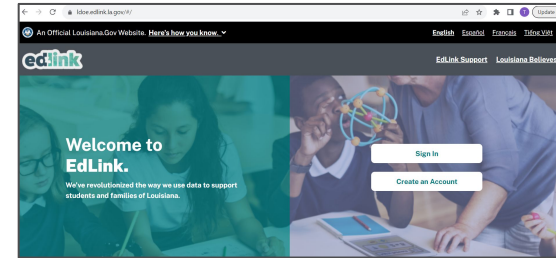 ldoe.edlink.la.gov/#/
T
Update
An Official Louisiana.Gov Website. Here's how you know.
English Español Français Tiếng Việt
edlink
EdLink Support Louisiana Believes
Welcome to
EdLink.
We've revolutionized the way we use data to support
students and families of Louisiana.
Sign In
Create an Account